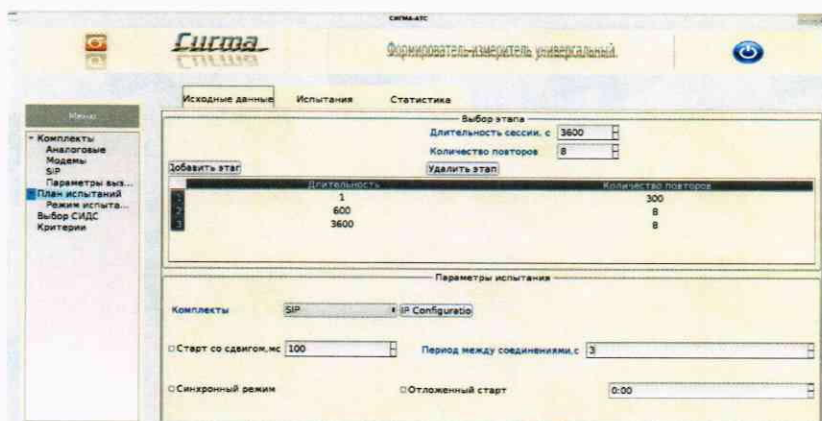 СИГМА-АТС
Сигма
Формирователь-измеритель универсальный.
Исходные данные Испытания Статистика
Меню
Комплекты
Аналоговые
Модемы
SIP
Параметры выз...
План испытаний
Режим испыта...
Выбор СИДС
Критерии
Выбор этапа
Длительность сессии, с 3600
Количество повторов 8
Добавить этап Удалить этап
Длительность Количество повторов
1 1 300
2 600 8
3 3600 8
Параметры испытания
Комплекты SIP IP Configuratio
Старт со сдвигом,мс 100 Период между соединениями,с 3
Синхронный режим Отложенный старт 0:00